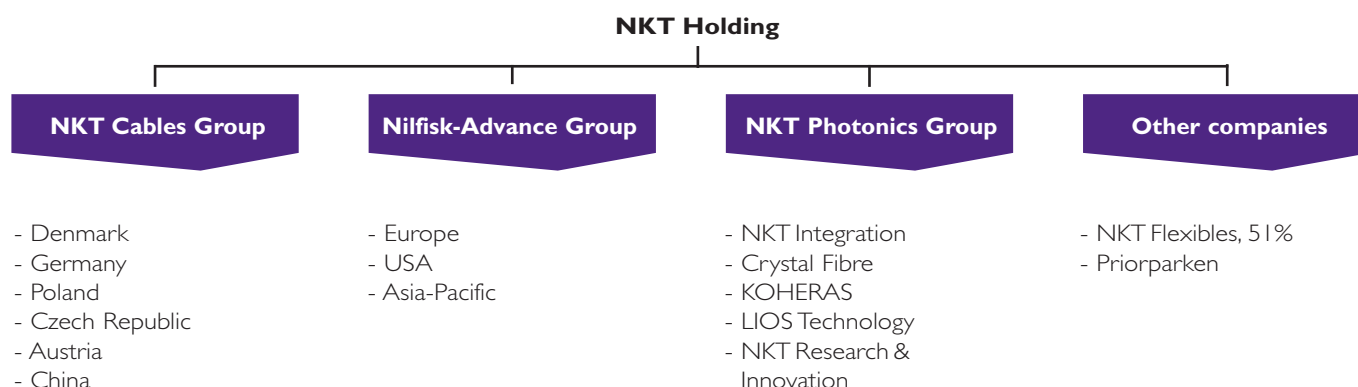 NKT Holding
NKT Cables Group
Nilfisk-Advance Group
NKT Photonics Group
Other companies
- Denmark
- Germany
- Poland
- Czech Republic
- Austria
- China
- Europe
- USA
- Asia-Pacific
- NKT Integration
- Crystal Fibre
- KOHERAS
- LIOS Technology
- NKT Research &
Innovation
- NKT Flexibles, 51%
- Priorparken